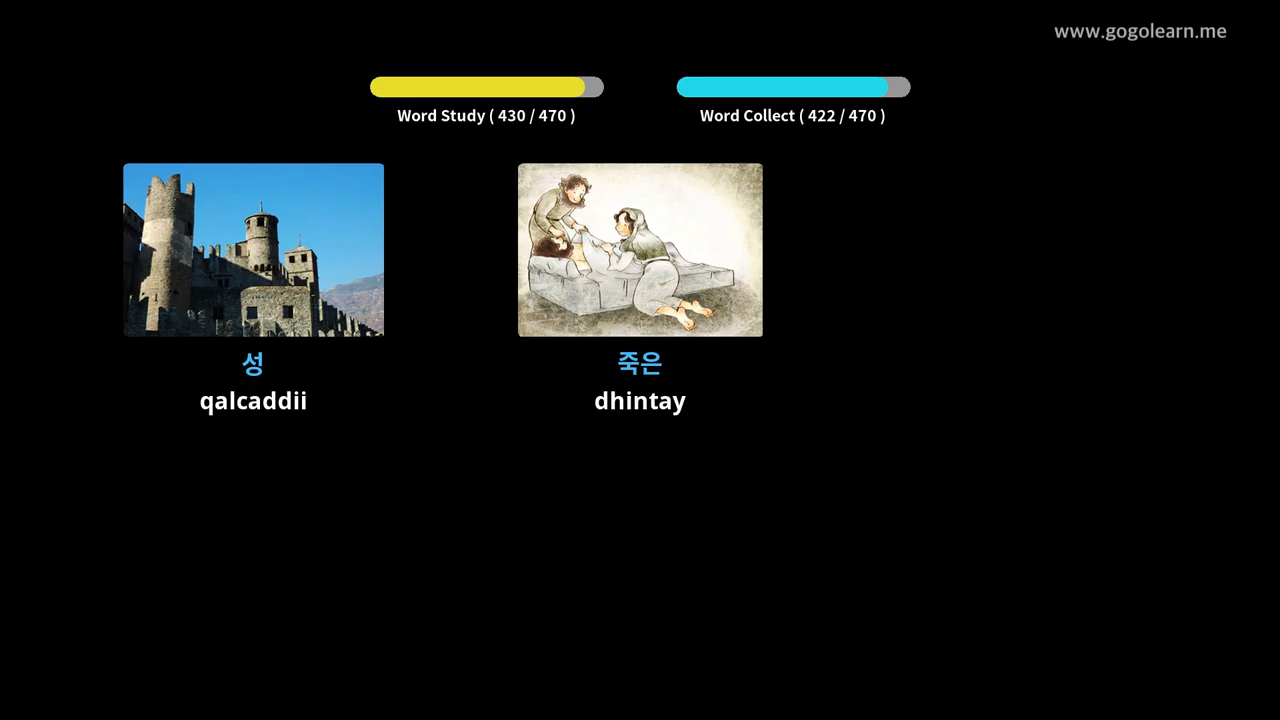 www.gogolearn.me
Word Study ( 430 / 470 )
Word Collect ( 422 / 470 )
성
qalcaddii
죽은
dhintay